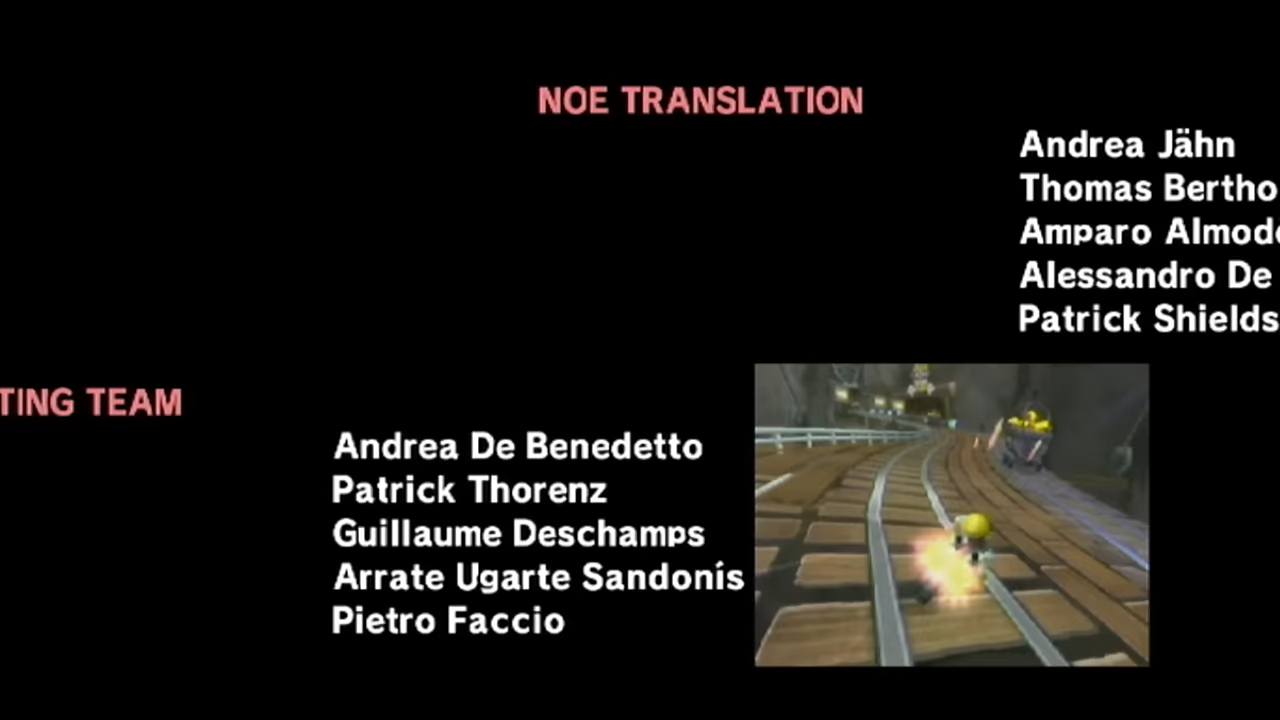 NOE TRANSLATION
Andrea Jähn
Thomas Bertho
Amparo Almod
Alessandro De
Patrick Shields
TING TEAM
Andrea De Benedetto
Patrick Thorenz
Guillaume Deschamps
Arrate Ugarte Sandonís
Pietro Faccio